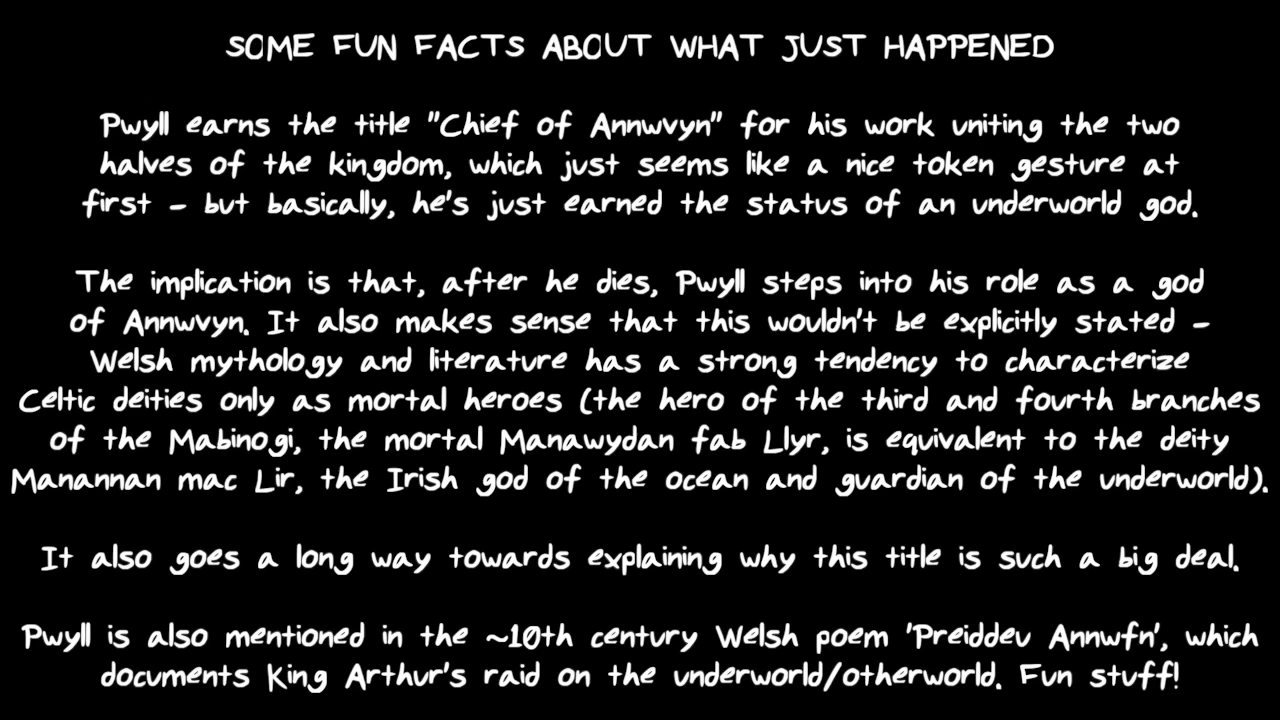 SOME FUN FACTS ABOUT WHAT JUST HAPPENED
Pwyll earns the title "Chief of Annwvyn" for his work uniting the two
halves of the kingdom, which just seems like a nice token gesture at
first - but basically, he's just earned the status of an underworld god.
The implication is that, after he dies, Pwyll steps into his role as a god
of Annwvyn. It also makes sense that this wouldn't be explicitly stated -
Welsh mythology and literature has a strong tendency to characterize
Celtic deities only as mortal heroes (the hero of the third and fourth branches
of the Mabinogi, the mortal Manawydan fab Llyr, is equivalent to the deity
Manannan mac Lir, the Irish god of the ocean and guardian of the underworld).
It also goes a long way towards explaining why this title is such a big deal.
Pwyll is also mentioned in the ~10th century Welsh poem 'Preiddeu Annwfn', which
documents King Arthur's raid on the underworld/otherworld. Fun stuff!